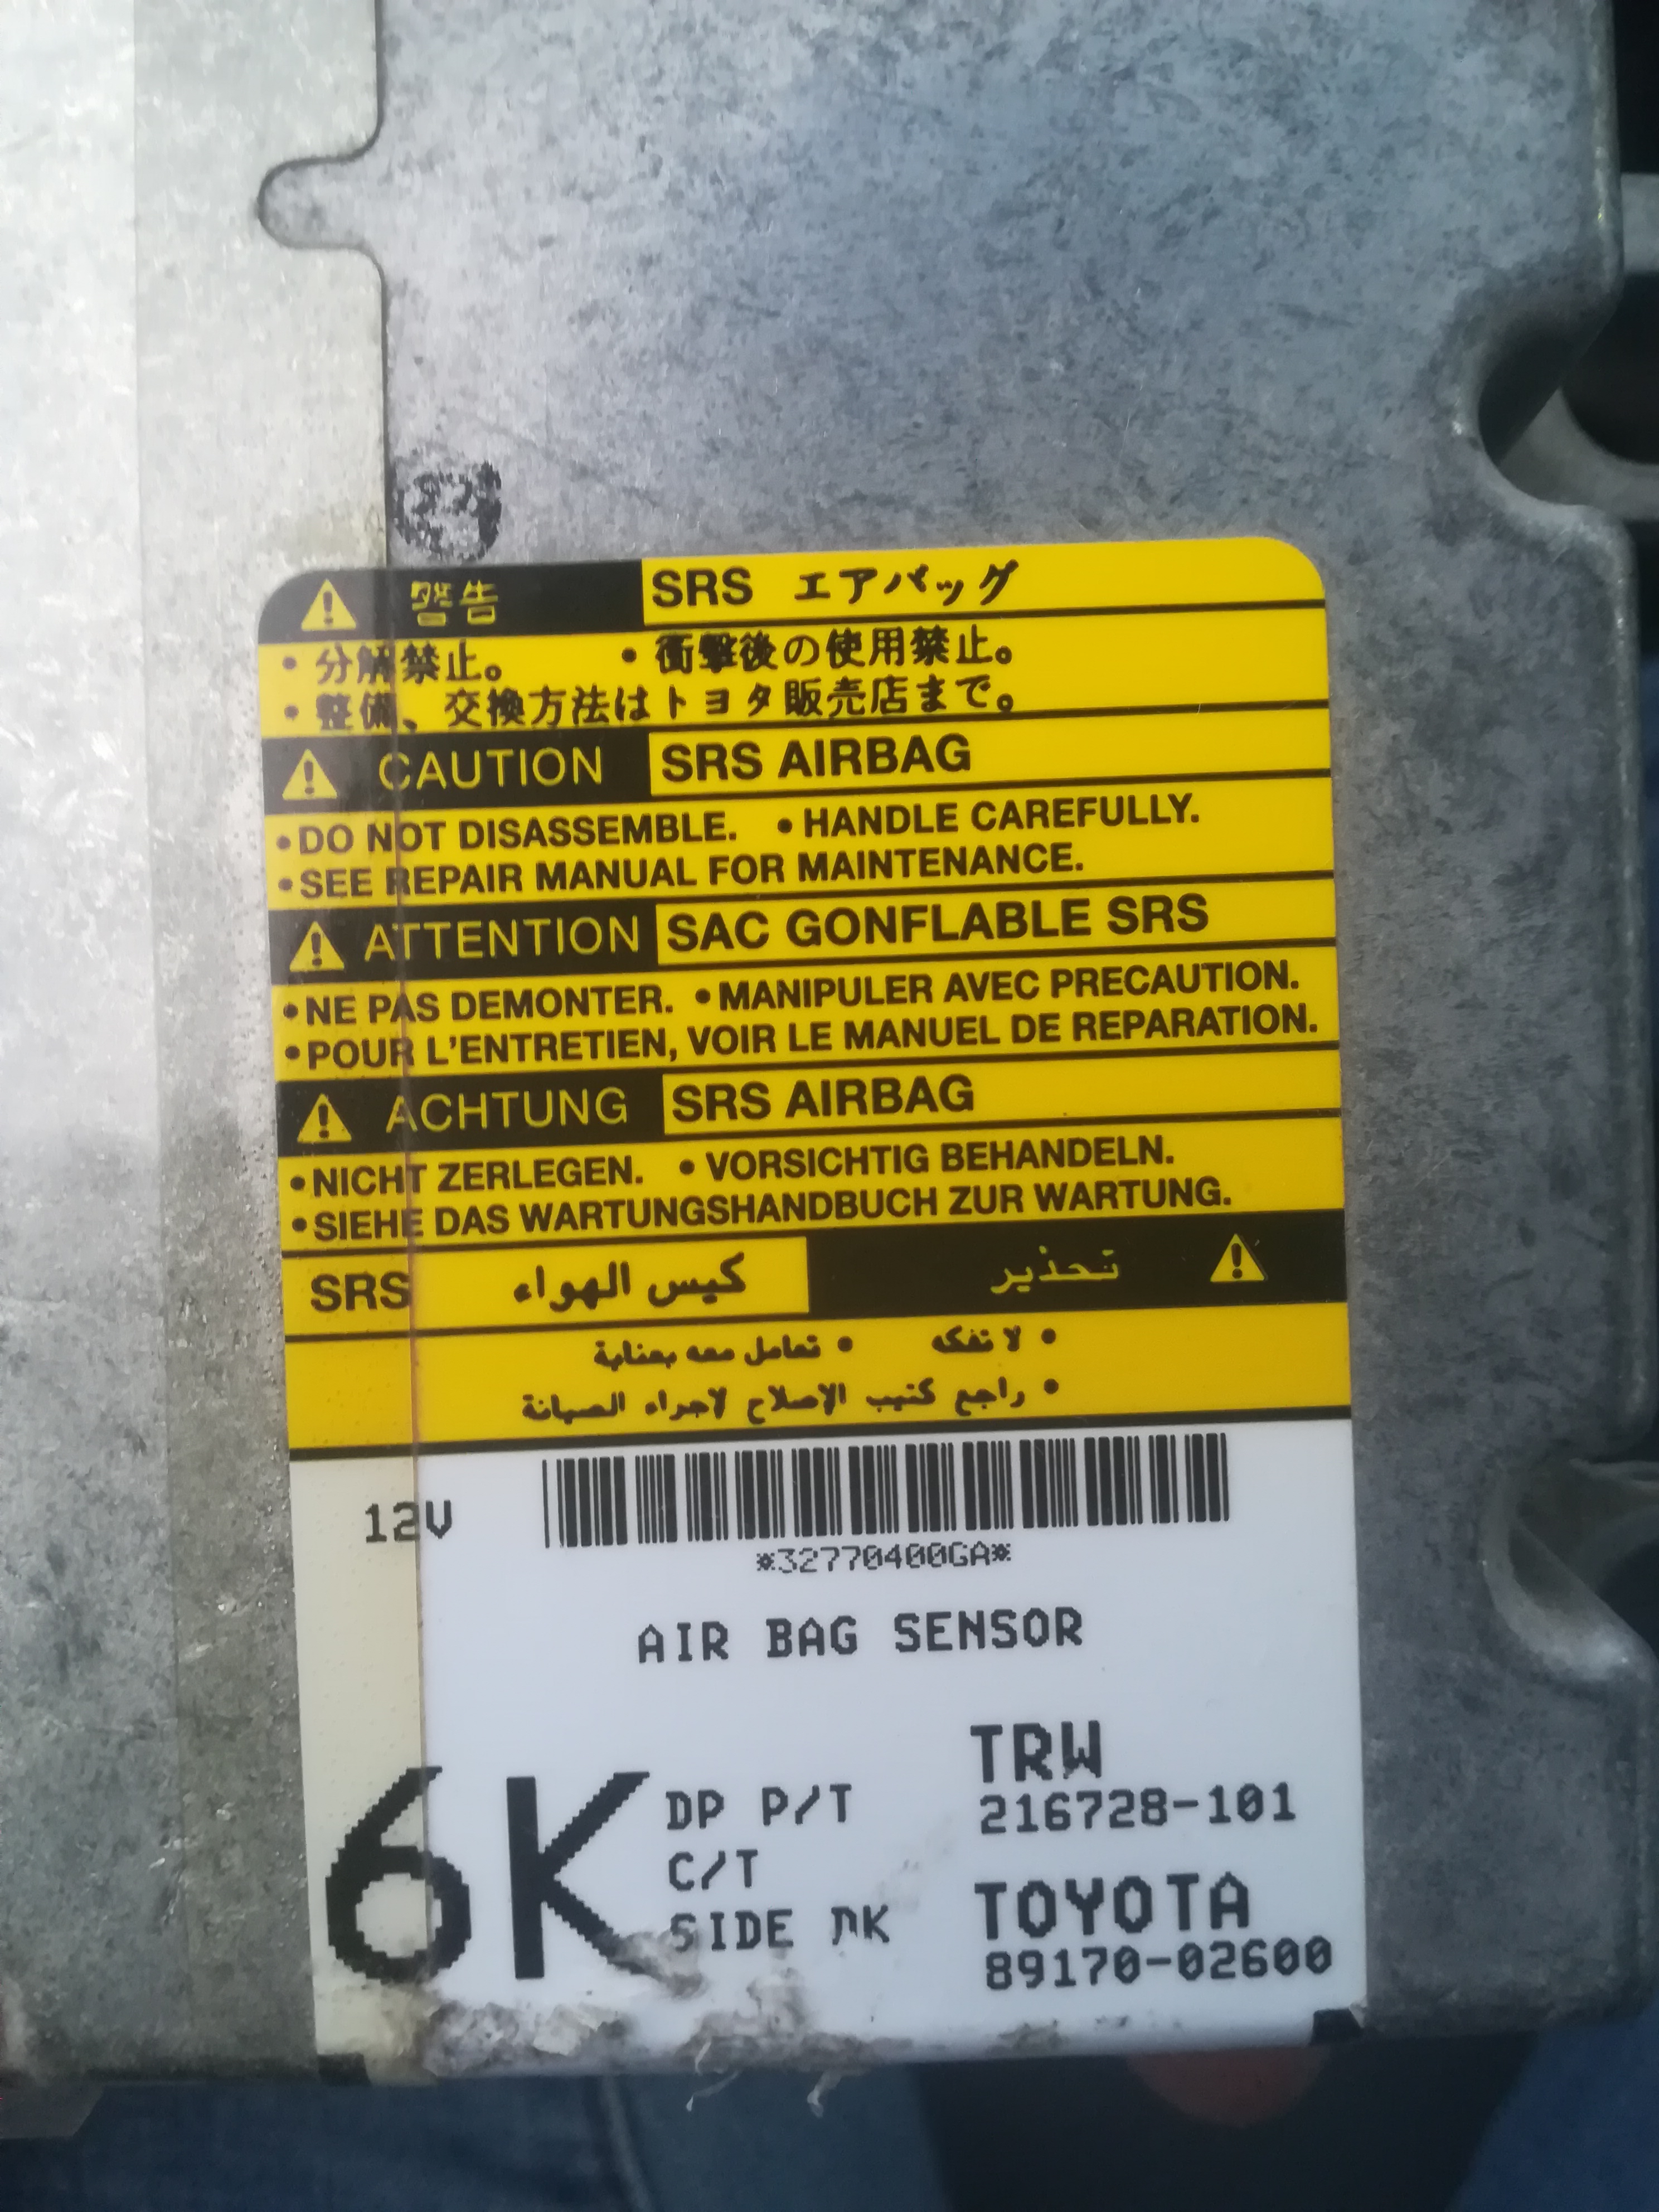 警告 SRS エアバッグ
・分解禁止。 ・衝撃後の使用禁止。
・整備、交換方法はトヨタ販売店まで。
CAUTION SRS AIRBAG
•DO NOT DISASSEMBLE. •HANDLE CAREFULLY.
•SEE REPAIR MANUAL FOR MAINTENANCE.
ATTENTION SAC GONFLABLE SRS
•NE PAS DEMONTER. •MANIPULER AVEC PRECAUTION.
•POUR L'ENTRETIEN, VOIR LE MANUEL DE REPARATION.
ACHTUNG SRS AIRBAG
•NICHT ZERLEGEN. •VORSICHTIG BEHANDELN.
•SIEHE DAS WARTUNGSHANDBUCH ZUR WARTUNG.
تحذير كيس الهواء SRS
• لا تفكه • تعامل معه بعناية
• راجع كتيب الإصلاح لاجراء الصيانة
12V
*32770400GA*
AIR BAG SENSOR
TRW
6K DP P/T 216728-101
C/T
SIDE TOYOTA
89170-02600